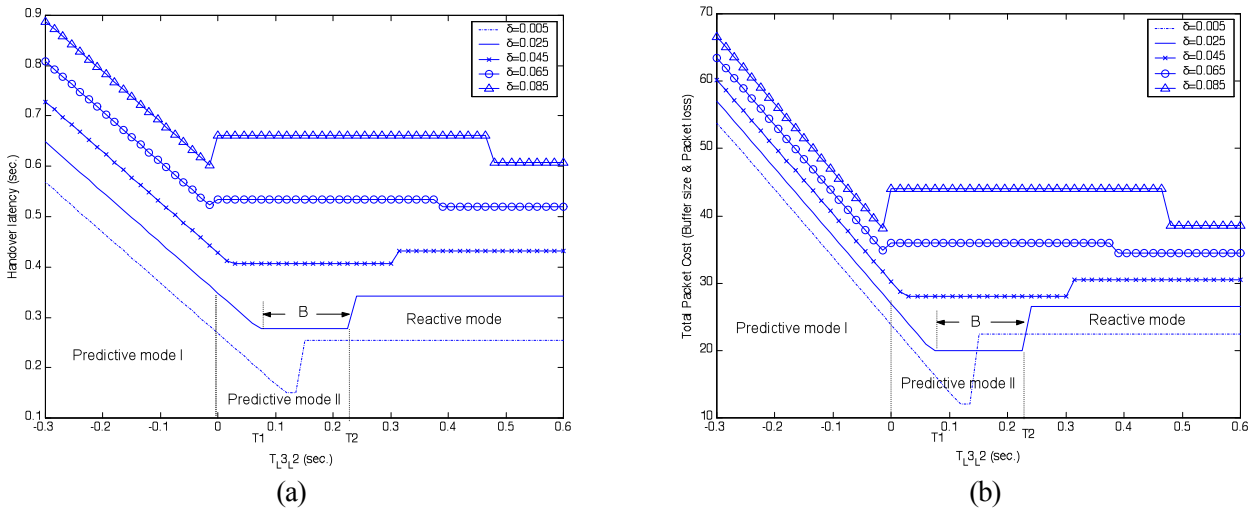 0.9
0.8
0.7
0.6
0.5
0.4
0.3
0.2
0.1
Handover latency (sec.)
δ=0.005
δ=0.025
δ=0.045
δ=0.065
δ=0.085
B
Reactive mode
Predictive mode I
Predictive mode II
-0.3 -0.2 -0.1 0 0.1 0.2 0.3 0.4 0.5 0.6
T1 T2
T_L3_L2 (sec.)
(a)
70
60
50
40
30
20
10
Total Packet Cost (Buffer size & Packet loss)
δ=0.005
δ=0.025
δ=0.045
δ=0.065
δ=0.085
B
Reactive mode
Predictive mode I
Predictive mode II
-0.3 -0.2 -0.1 0 0.1 0.2 0.3 0.4 0.5 0.6
T1 T2
T_L3_L2 (sec.)
(b)